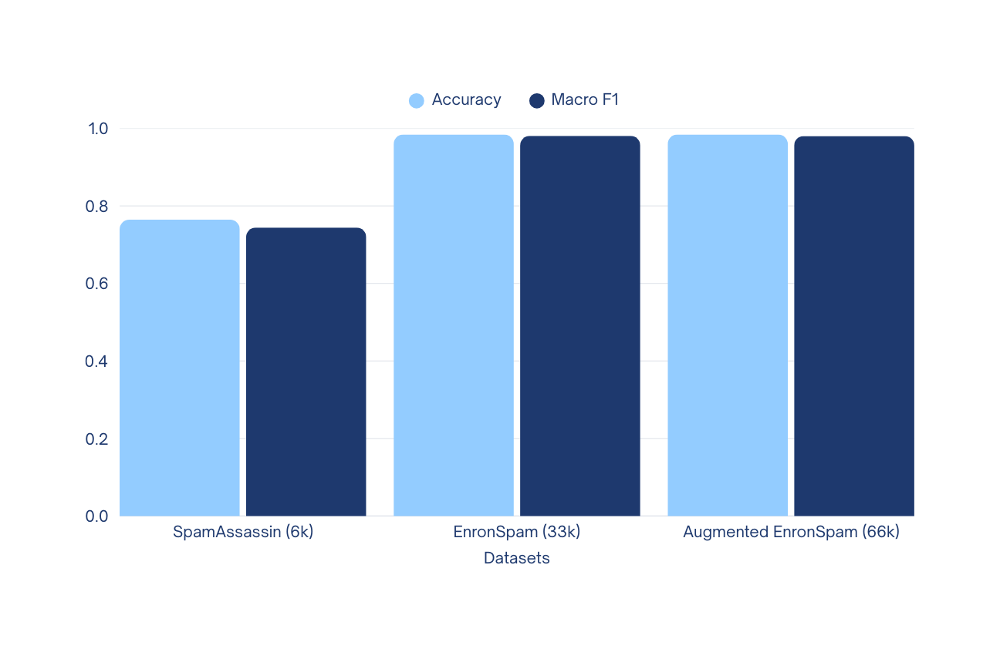 Accuracy Macro F1
1.0
0.8
0.6
0.4
0.2
0.0
SpamAssassin (6k) EnronSpam (33k) Augmented EnronSpam (66k)
Datasets